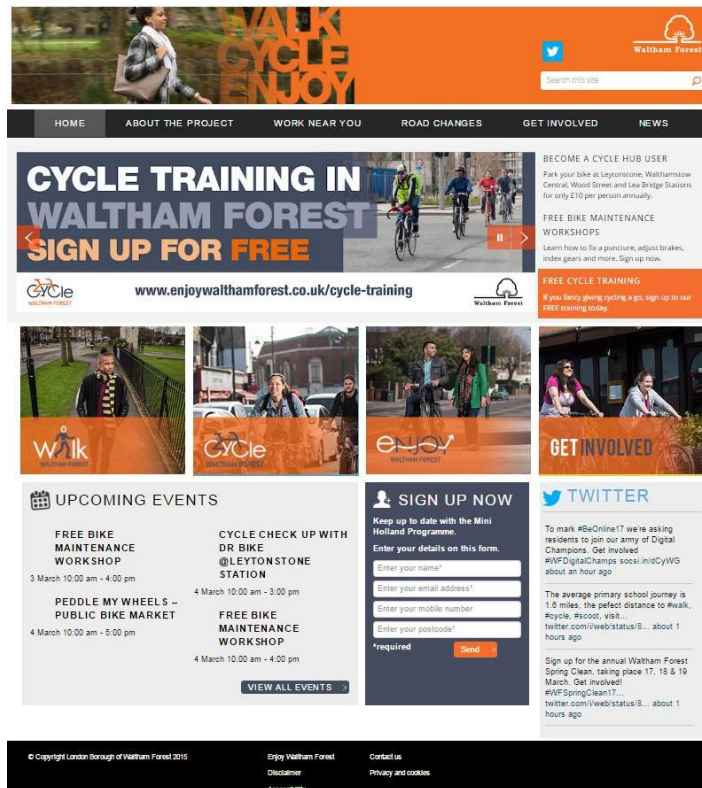 WALK
CYCLE
ENJOY
Waltham Forest
Search this site
HOME ABOUT THE PROJECT WORK NEAR YOU ROAD CHANGES GET INVOLVED NEWS
CYCLE TRAINING IN
WALTHAM FOREST
SIGN UP FOR FREE
CYCle
WALTHAM FOREST
www.enjoywalthamforest.co.uk/cycle-training
Waltham Forest
BECOME A CYCLE HUB USER
Park your bike at Leytonstone, Walthamstow
Central, Wood Street and Lea Bridge Stations
for only £10 per person annually.
FREE BIKE MAINTENANCE
WORKSHOPS
Learn how to fix a puncture, adjust brakes,
index gears and more. Sign up now.
FREE CYCLE TRAINING
If you fancy giving cycling a go, sign up to our
FREE training today.
WAlk
WALTHAM FOREST
CYCle
WALTHAM FOREST
eNJOY
WALTHAM FOREST
GET INVOLVED
UPCOMING EVENTS
FREE BIKE
MAINTENANCE
WORKSHOP
3 March 10:00 am - 4:00 pm
PEDDLE MY WHEELS –
PUBLIC BIKE MARKET
4 March 10:00 am - 5:00 pm
CYCLE CHECK UP WITH
DR BIKE
@LEYTONSTONE
STATION
4 March 10:00 am - 3:00 pm
FREE BIKE
MAINTENANCE
WORKSHOP
4 March 10:00 am - 4:00 pm
VIEW ALL EVENTS >
SIGN UP NOW
Keep up to date with the Mini
Holland Programme.
Enter your details on this form.
Enter your name*
Enter your email address*
Enter your mobile number
Enter your postcode*
*required
Send >
TWITTER
To mark #BeOnline17 we're asking
residents to join our army of Digital
Champions. Get involved
#WFDigitalChamps socsi.in/dCyWG
about an hour ago
The average primary school journey is
1.6 miles, the pefect distance to #walk,
#cycle, #scoot, visit...
twitter.com/i/web/status/8... about 1
hours ago
Sign up for the annual Waltham Forest
Spring Clean, taking place 17, 18 & 19
March. Get involved!
#WFSpringClean17...
twitter.com/i/web/status/8... about 1
hours ago
© Copyright London Borough of Waltham Forest 2015
Enjoy Waltham Forest
Disclaimer
Contact us
Privacy and cookies